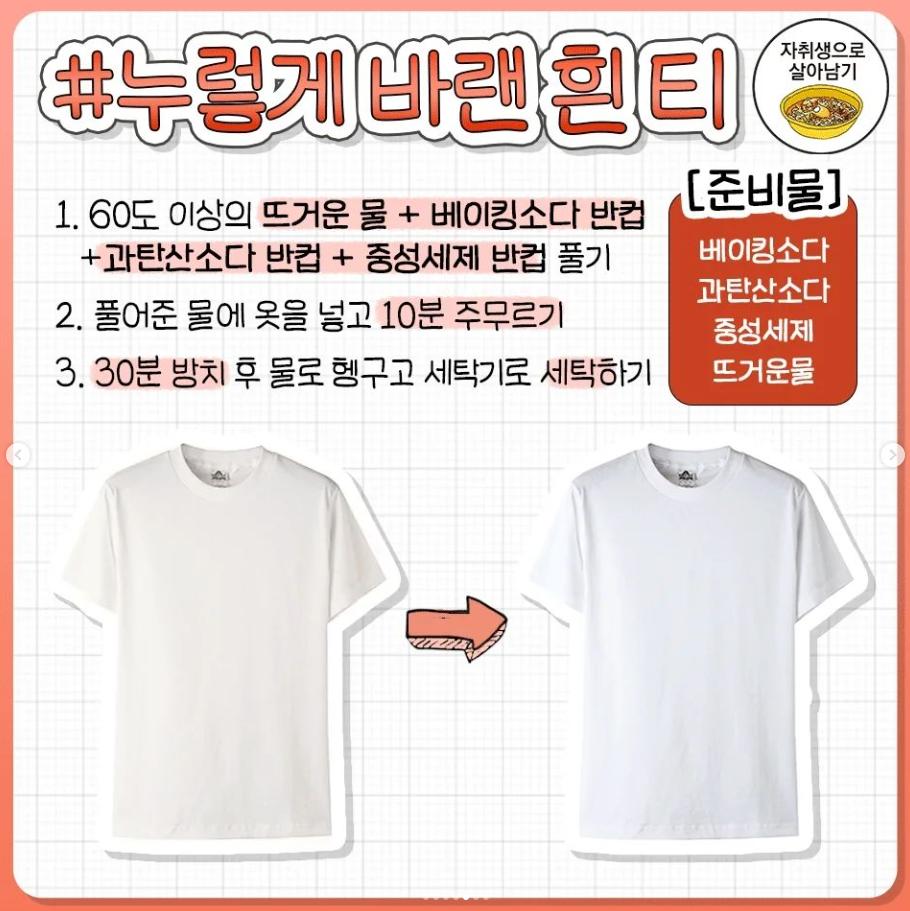 #누렇게 바랜 흰 티
자취생으로
살아남기
1. 60도 이상의 뜨거운 물 + 베이킹소다 반컵
+과탄산소다 반컵 + 중성세제 반컵 풀기
2. 풀어준 물에 옷을 넣고 10분 주무르기
3. 30분 방치 후 물로 헹구고 세탁기로 세탁하기
[준비물]
베이킹소다
과탄산소다
중성세제
뜨거운물